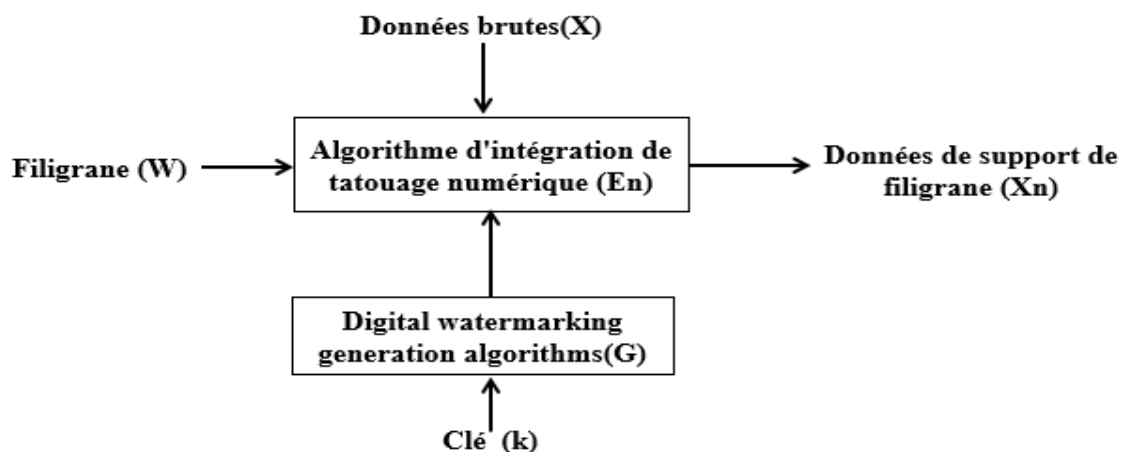 Données brutes(X)
Filigrane (W)
Algorithme d'intégration de
tatouage numérique (En)
Données de support de
filigrane (Xn)
Digital watermarking
generation algorithms(G)
Clé (k)